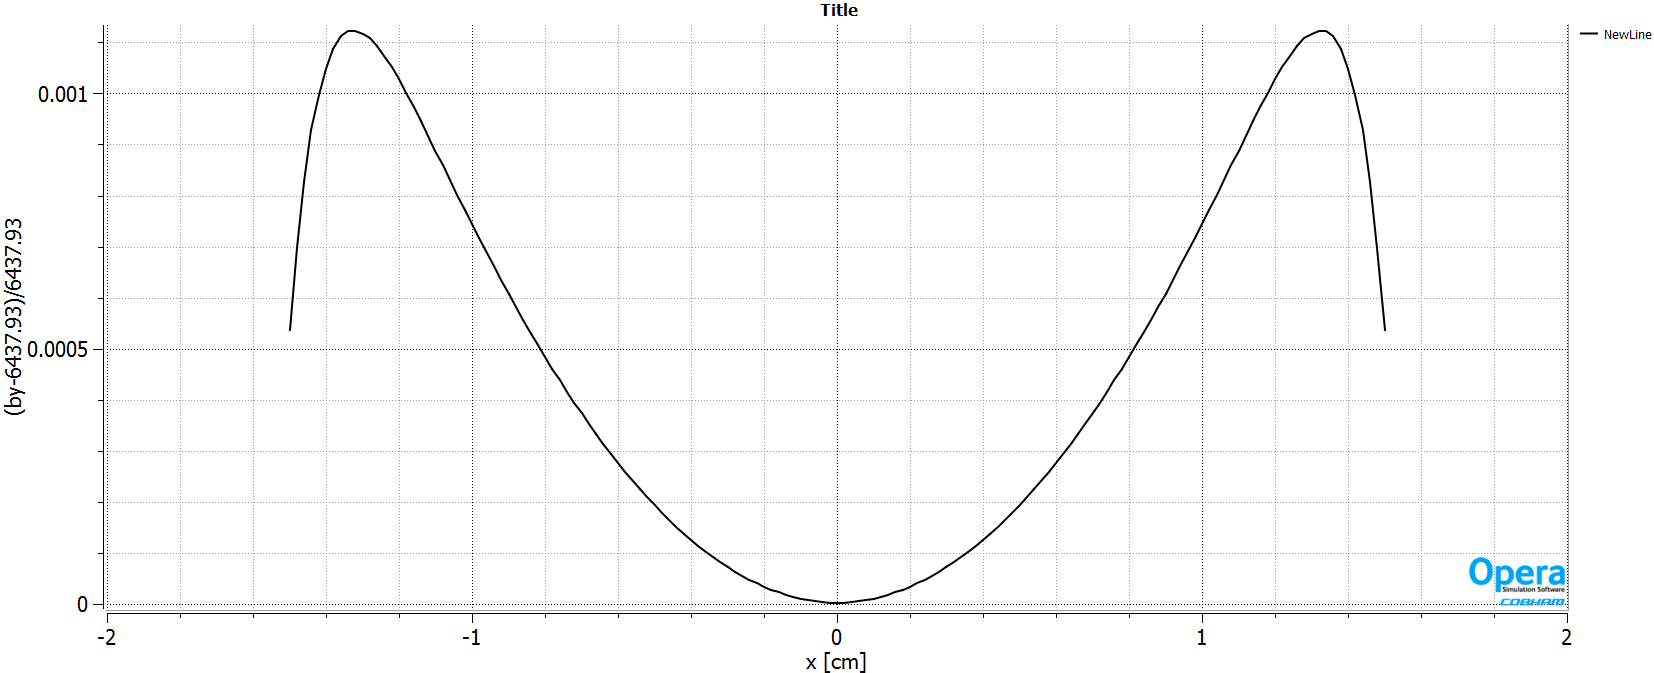 Title
NewLine
(by-6437.93)/6437.93
0.001
0.0005
0
-2
-1
0
1
2
x [cm]
Opera
Simulation Software
COBHAM